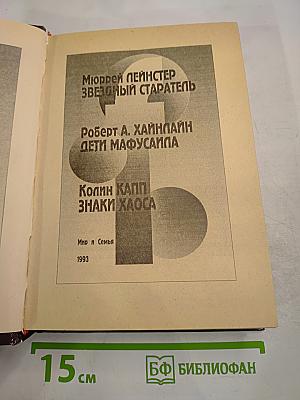 Мюррей ЛЕЙНСТЕР
ЗВЕЗДНЫЙ СТАРАТЕЛЬ
Роберт А. ХАЙНЛАЙН
ДЕТИ МАФУСАИЛА
Колин КАПП
ЗНАКИ ХАОСА
Мир и Семья
1993
15 см
БФ БИБЛИОФАН